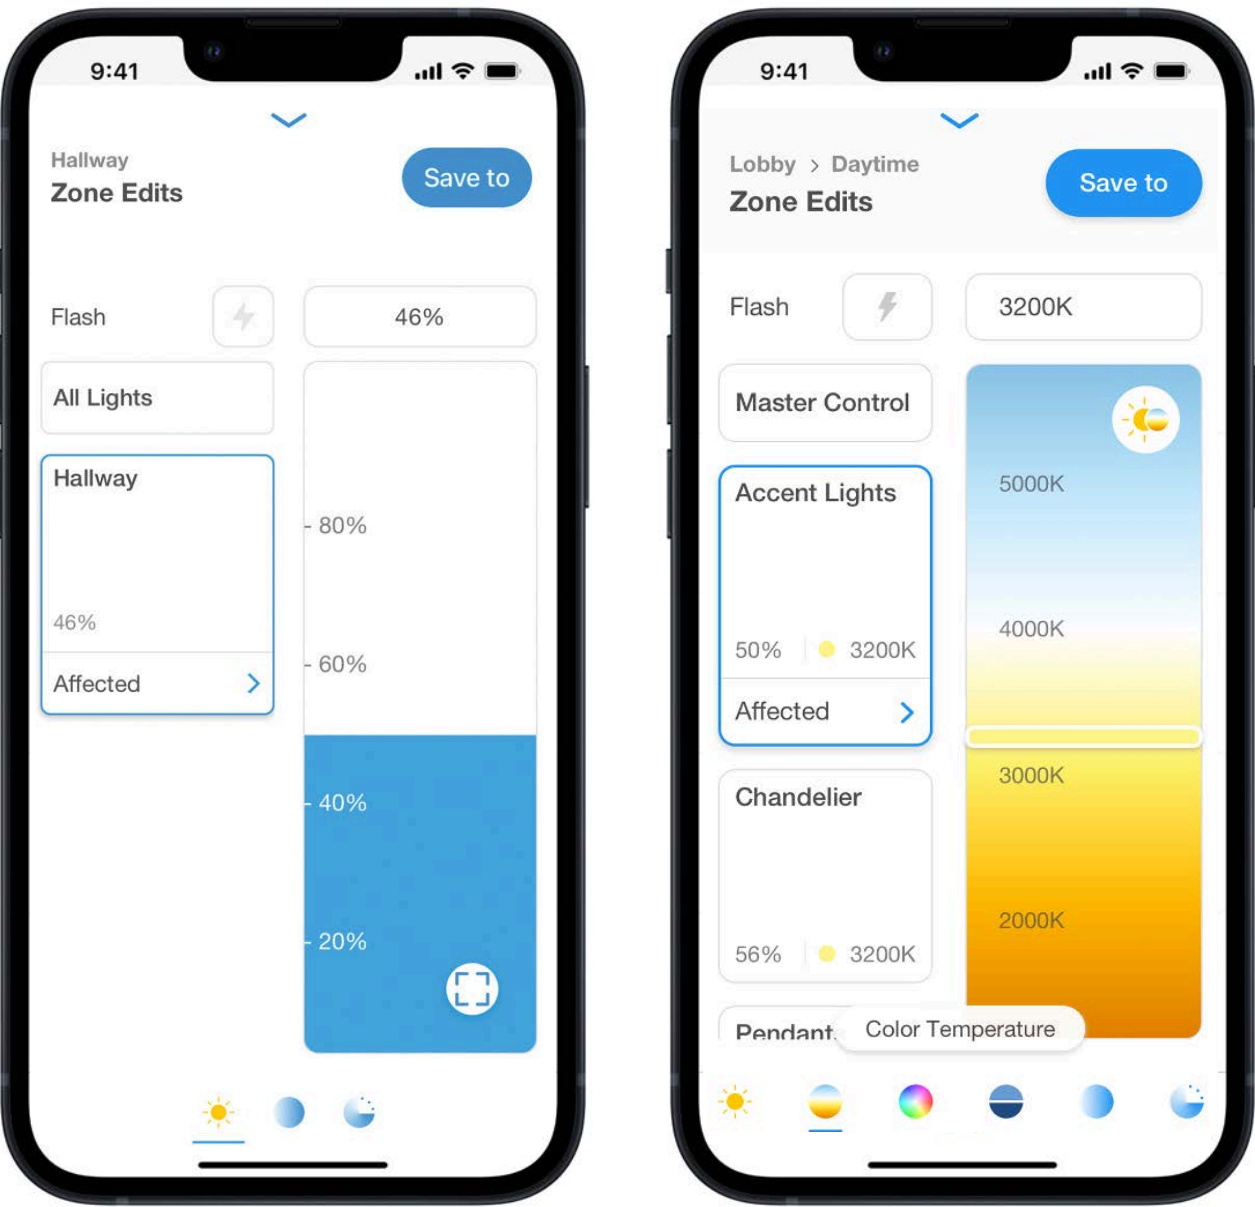 9:41
Hallway
Zone Edits
Save to
Flash
46%
All Lights
Hallway
46%
Affected
- 80%
- 60%
- 40%
- 20%
9:41
Lobby > Daytime
Zone Edits
Save to
Flash
3200K
Master Control
Accent Lights
50% 3200K
Affected
Chandelier
56% 3200K
Pendant
5000K
4000K
3000K
2000K
Color Temperature